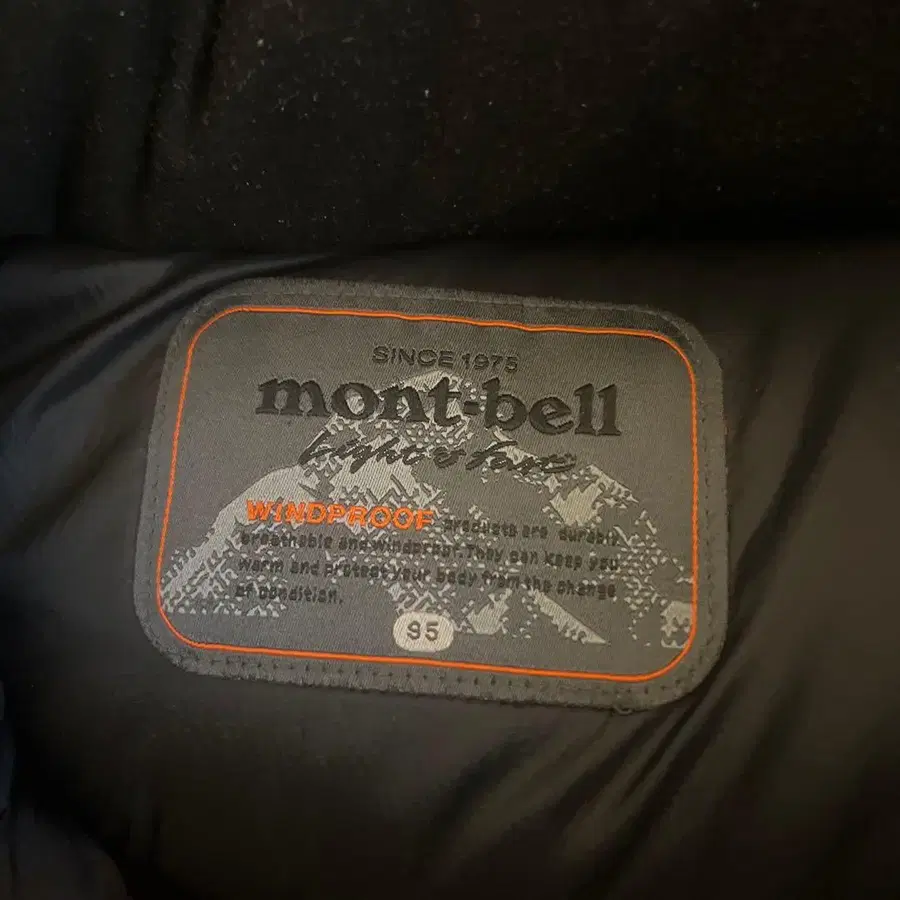 SINCE 1975
mont-bell
Light & Fast
WINDPROOF products are durable,
breathable and windproof. They can keep you
warm and protect your body from the change
of condition.
95